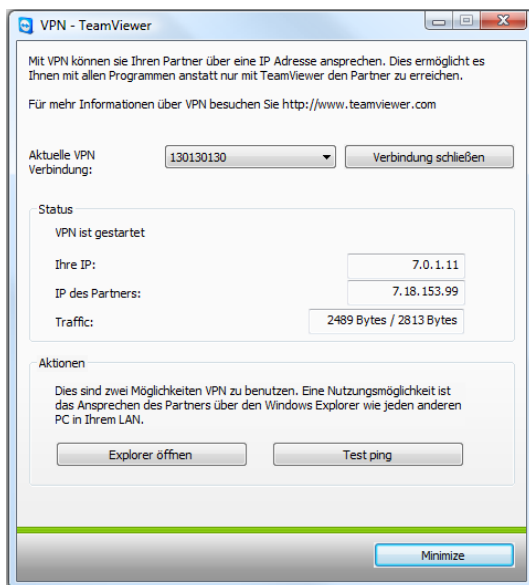 VPN - TeamViewer
Mit VPN können sie Ihren Partner über eine IP Adresse ansprechen. Dies ermöglicht es
Ihnen mit allen Programmen anstatt nur mit TeamViewer den Partner zu erreichen.
Für mehr Informationen über VPN besuchen Sie http://www.teamviewer.com
Aktuelle VPN
Verbindung:
130130130
Verbindung schließen
Status
VPN ist gestartet
Ihre IP:
7.0.1.11
IP des Partners:
7.18.153.99
Traffic:
2489 Bytes / 2813 Bytes
Aktionen
Dies sind zwei Möglichkeiten VPN zu benutzen. Eine Nutzungsmöglichkeit ist
das Ansprechen des Partners über den Windows Explorer wie jeden anderen
PC in Ihrem LAN.
Explorer öffnen
Test ping
Minimize